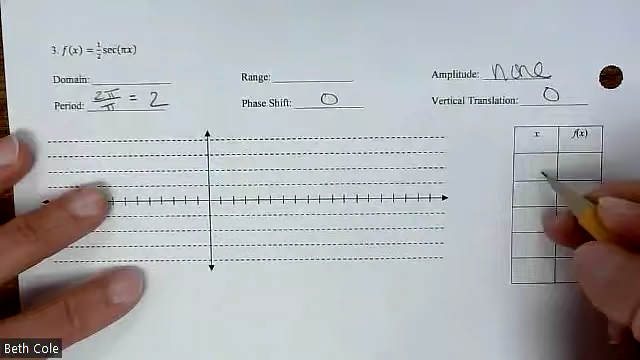 3. f(x) = 1/2 sec(πx)
Domain: Range: Amplitude: none
Period: 2π/π = 2 Phase Shift: 0 Vertical Translation: 0
x f(x)
Beth Cole